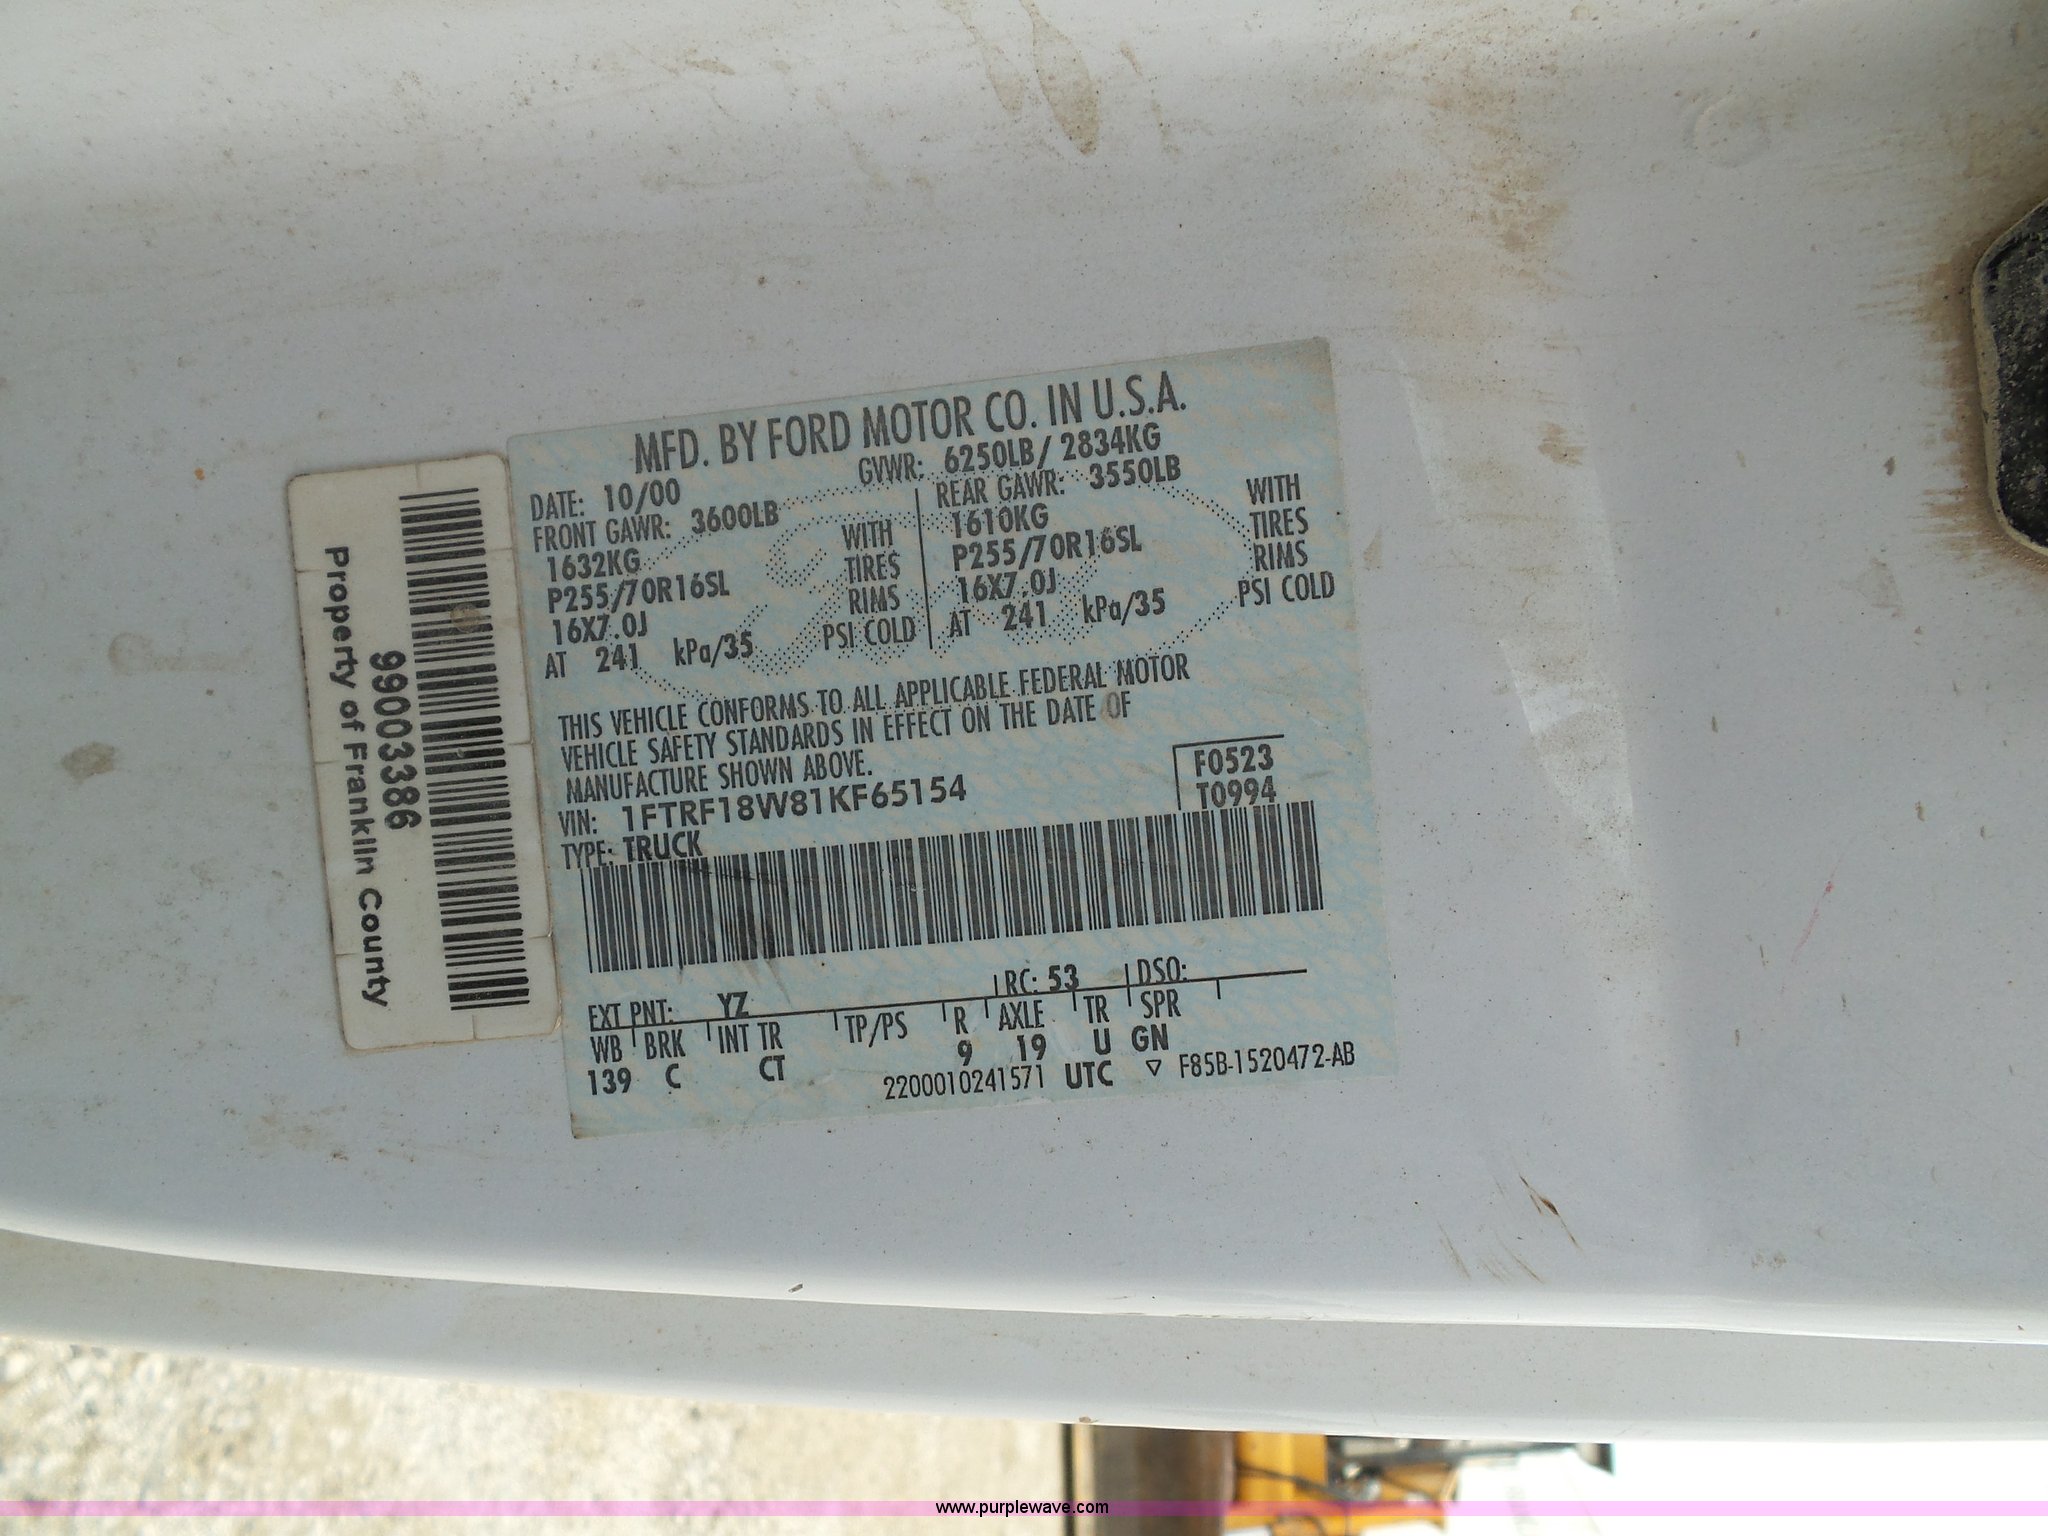 MFD. BY FORD MOTOR CO. IN U.S.A.
DATE: 10/00 GVWR: 6250LB/ 2834KG
FRONT GAWR: 3600LB REAR GAWR: 3550LB
1632KG WITH 1610KG WITH
P255/70R16SL TIRES P255/70R16SL TIRES
16X7.0J RIMS 16X7.0J RIMS
AT 241 kPa/35 PSI COLD AT 241 kPa/35 PSI COLD
THIS VEHICLE CONFORMS TO ALL APPLICABLE FEDERAL MOTOR
VEHICLE SAFETY STANDARDS IN EFFECT ON THE DATE OF
MANUFACTURE SHOWN ABOVE.
VIN: 1FTRF18W81KF65154
F0523
T0994
TYPE: TRUCK
EXT PNT: YZ RC: 53 DSO:
WB BRK INT TR TP/PS R AXLE TR SPR
139 C CT 9 19 U GN
2200010241571 UTC ▽ F85B-1520472-AB
99003386
Property of Franklin County
www.purplewave.com